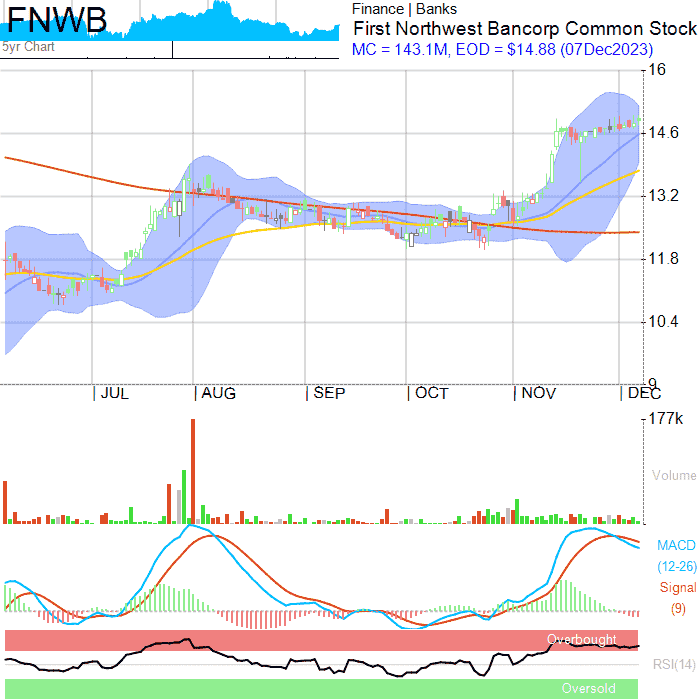 FNWB
5yr Chart
Finance | Banks
First Northwest Bancorp Common Stock
MC = 143.1M, EOD = $14.88 (07Dec2023)
16
14.6
13.2
11.8
10.4
9
JUL AUG SEP OCT NOV DEC
177k
Volume
MACD
(12-26)
Signal
(9)
Overbought
RSI(14)
Oversold